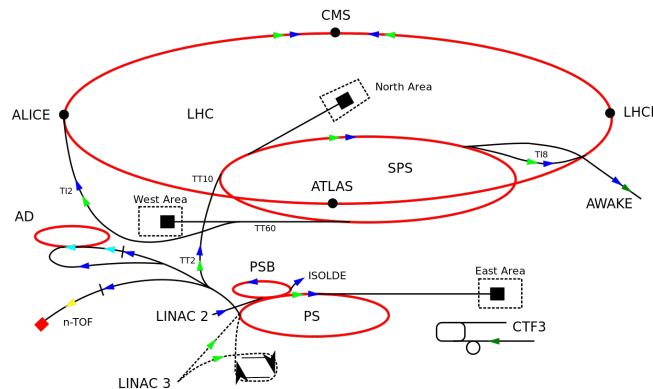 CMS
North Area
ALICE
LHC
LHCb
SPS
TI8
TT10
TI2
West Area
ATLAS
AWAKE
AD
TT60
TT2
PSB
ISOLDE
East Area
n-TOF
LINAC 2
PS
CTF3
LINAC 3